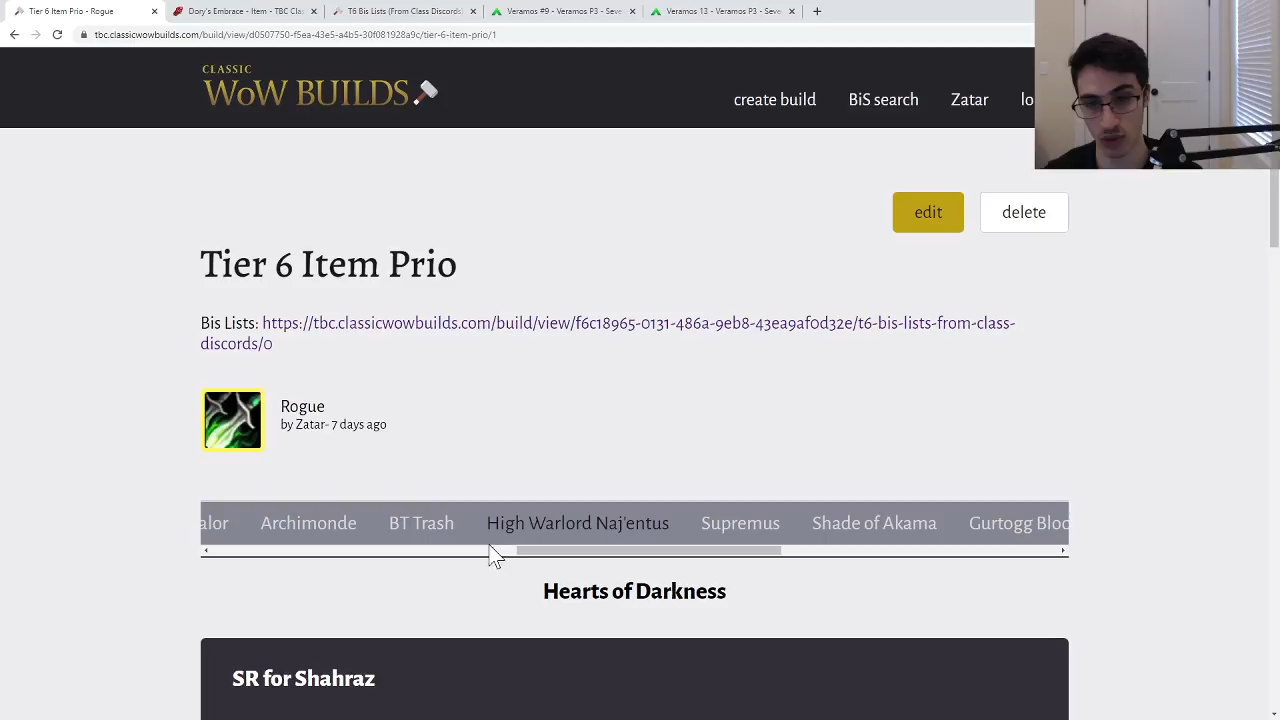 Tier 6 Item Prio - Rogue
Dory's Embrace - Item - TBC Clas
T6 Bis Lists (From Class Discords)
Veramos #9 - Veramos P3 - Seve
Veramos 13 - Veramos P3 - Seve
tbc.classicwowbuilds.com/build/view/d0507750-f5ea-43e5-a4b5-30f081928a9c/tier-6-item-prio/1
CLASSIC
WoW BUILDS
create build
BiS search
Zatar
lo
edit
delete
Tier 6 Item Prio
Bis Lists: https://tbc.classicwowbuilds.com/build/view/f6c18965-0131-486a-9eb8-43ea9afod32e/t6-bis-lists-from-class-
discords/0
Rogue
by Zatar- 7 days ago
alor
Archimonde
BT Trash
High Warlord Naj'entus
Supremus
Shade of Akama
Gurtogg Bloo
Hearts of Darkness
SR for Shahraz